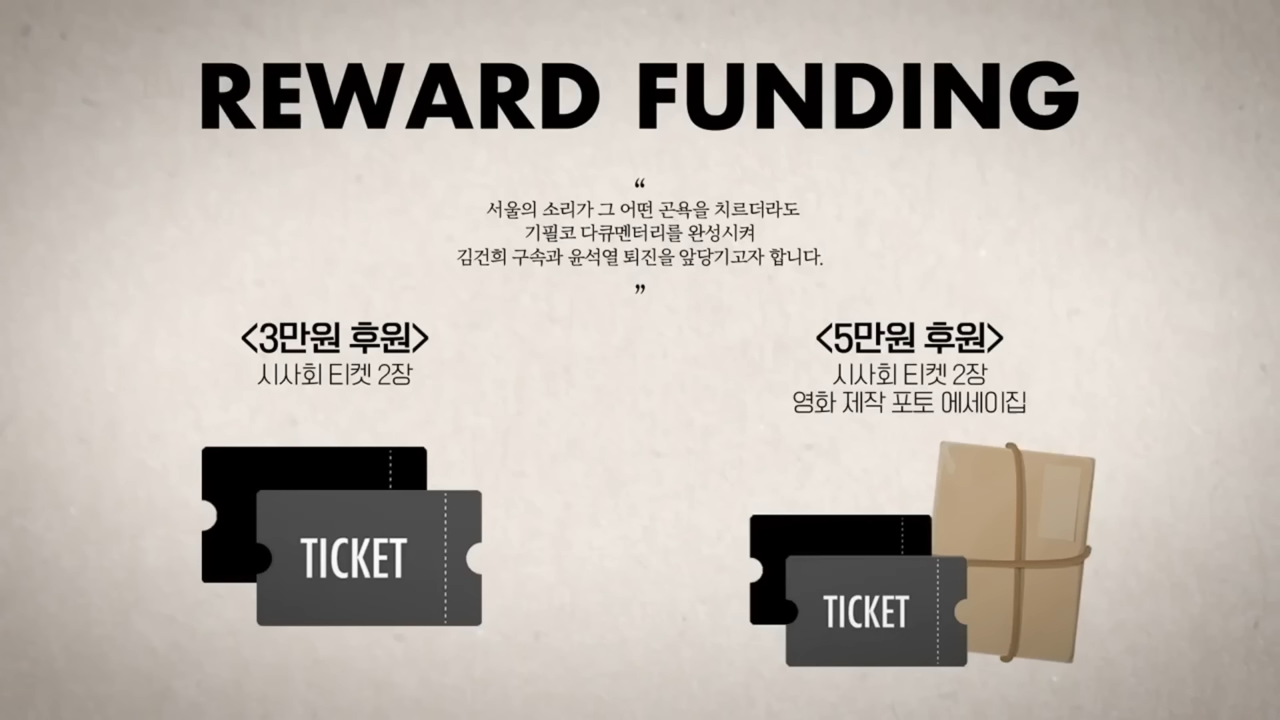 REWARD FUNDING
“
서울의 소리가 그 어떤 곤욕을 치르더라도
기필코 다큐멘터리를 완성시켜
김건희 구속과 윤석열 퇴진을 앞당기고자 합니다.
”
<3만원 후원>
시사회 티켓 2장
<5만원 후원>
시사회 티켓 2장
영화 제작 포토 에세이집
TICKET
TICKET